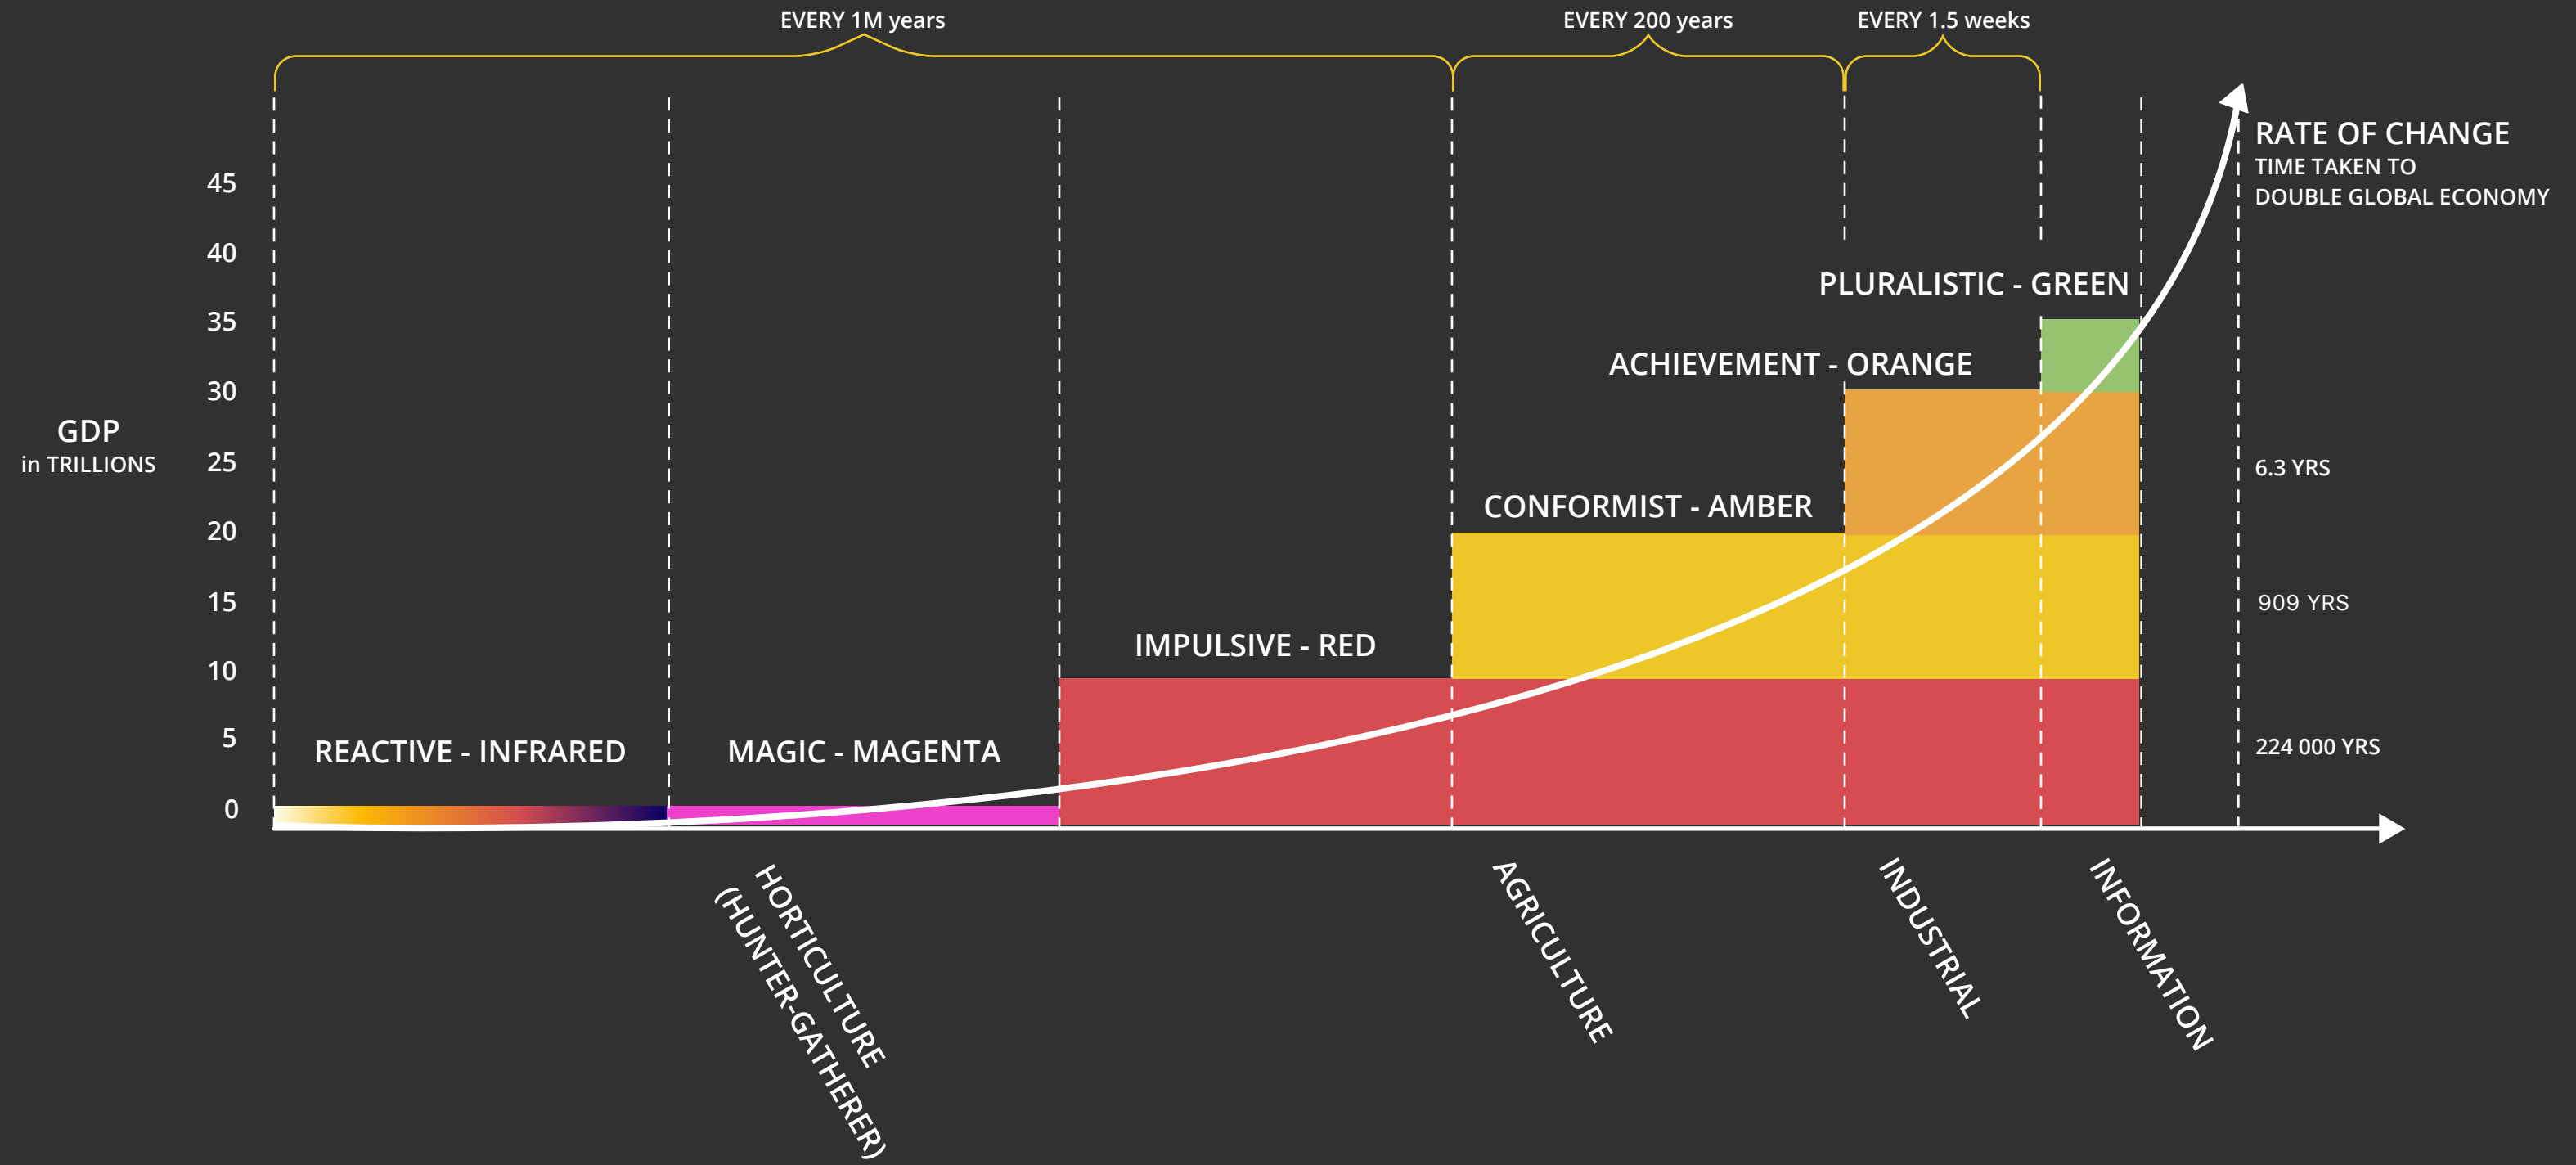 EVERY 1M years
EVERY 200 years
EVERY 1.5 weeks
RATE OF CHANGE
TIME TAKEN TO
DOUBLE GLOBAL ECONOMY
45
40
35
30
25
20
15
10
5
0
GDP
in TRILLIONS
PLURALISTIC - GREEN
ACHIEVEMENT - ORANGE
CONFORMIST - AMBER
IMPULSIVE - RED
REACTIVE - INFRARED
MAGIC - MAGENTA
6.3 YRS
909 YRS
224 000 YRS
HORTICULTURE
(HUNTER-GATHERER)
AGRICULTURE
INDUSTRIAL
INFORMATION